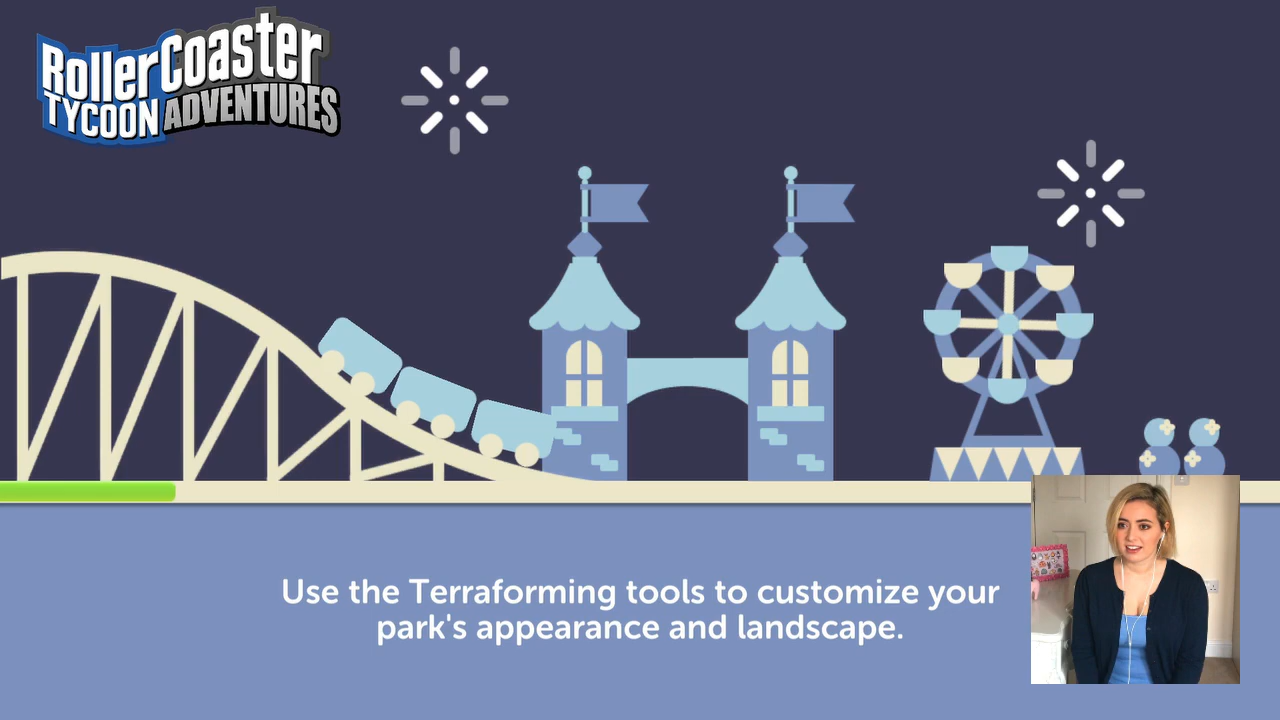 RollerCoaster
TYCOON ADVENTURES
Use the Terraforming tools to customize your
park's appearance and landscape.